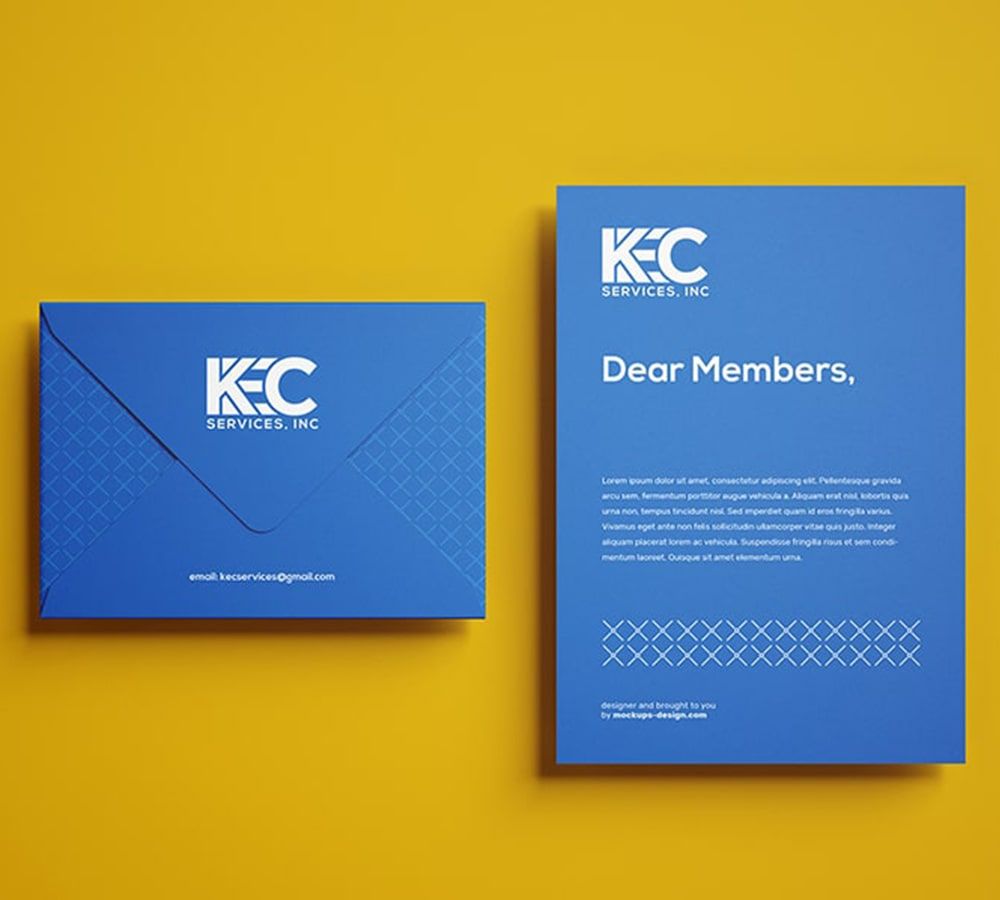 KEC
SERVICES, INC
email: kecservices@gmail.com
KEC
SERVICES, INC
Dear Members,
Lorem ipsum dolor sit amet, consectetur adipiscing elit. Pellentesque gravida
arcu sem, fermentum porttitor augue vehicula a. Aliquam erat nisl, lobortis quis
urna non, tempus tincidunt nisl. Sed imperdiet quam id eros fringilla varius.
Vivamus eget ante non felis sollicitudin ullamcorper vitae quis justo. Integer
aliquam placerat lorem ac vehicula. Suspendisse fringilla risus et sem condi-
mentum laoreet. Quisque sit amet elementum urna.
designer and brought to you
by mockups-design.com